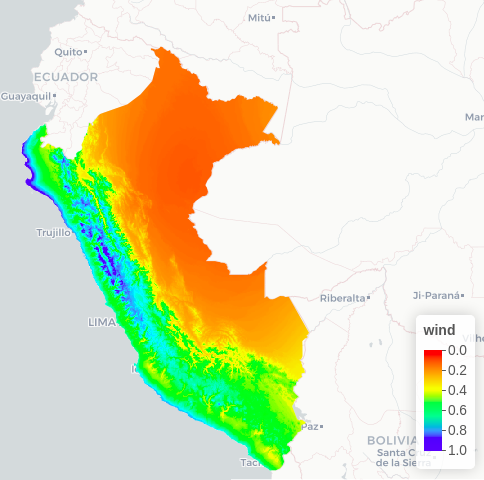 Mitú
Quito
ECUADOR
Guayaquil
Mar
Trujillo
Riberalta
Ji-Paraná
LIMA
wind
0.0
0.2
0.4
0.6
0.8
1.0
Paz
BOLIVIA
Santa C
de la Sierra
Tac